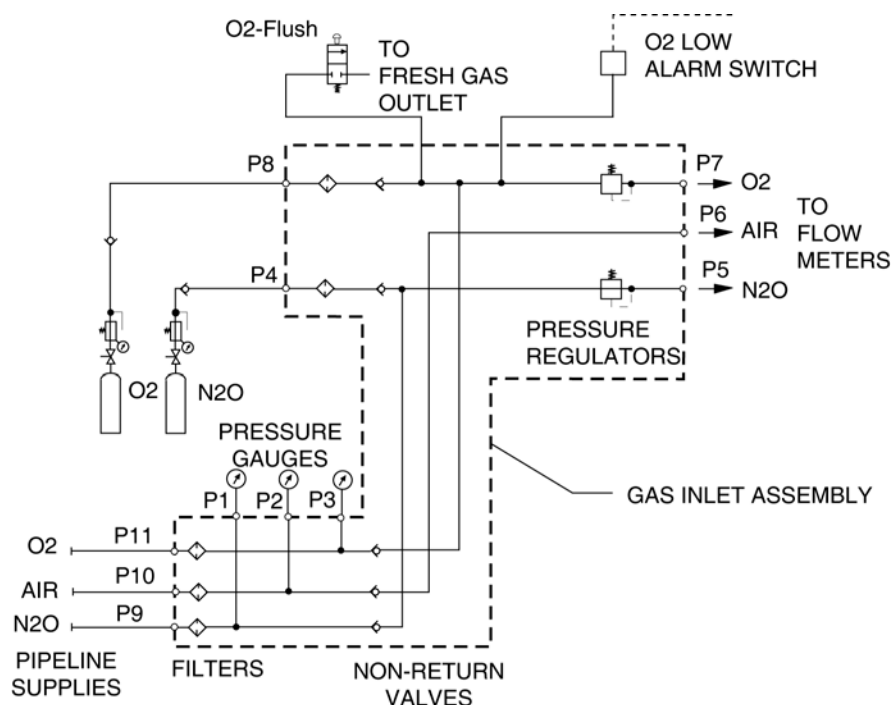 O2-Flush
TO
FRESH GAS
OUTLET
O2 LOW
ALARM SWITCH
P8
P7
O2
P6
AIR
TO
FLOW
METERS
P4
P5
N2O
PRESSURE
REGULATORS
O2
N2O
PRESSURE
GAUGES
P1
P2
P3
GAS INLET ASSEMBLY
O2
P11
AIR
P10
N2O
P9
PIPELINE
SUPPLIES
FILTERS
NON-RETURN
VALVES